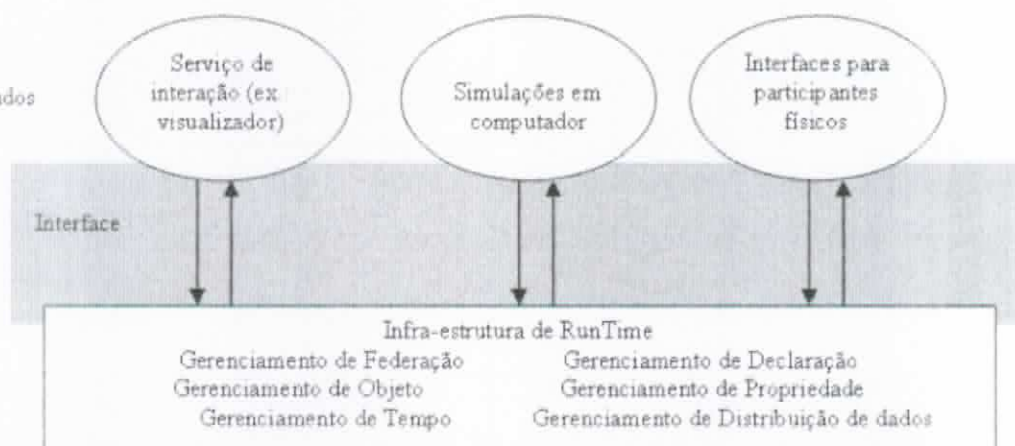 Serviço de
interação (ex.
visualizador)
Simulações em
computador
Interfaces para
participantes
físicos
Interface
Infra-estrutura de RunTime
Gerenciamento de Federação Gerenciamento de Declaração
Gerenciamento de Objeto Gerenciamento de Propriedade
Gerenciamento de Tempo Gerenciamento de Distribuição de dados